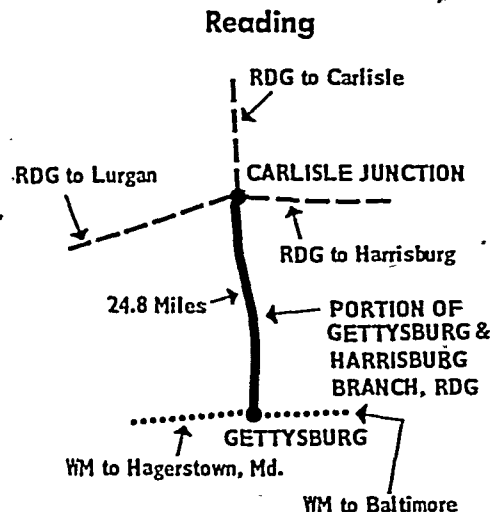 Reading
RDG to Carlisle
RDG to Lurgan
CARLISLE JUNCTION
RDG to Harrisburg
24.8 Miles
PORTION OF
GETTYSBURG &
HARRISBURG
BRANCH, RDG
GETTYSBURG
WM to Hagerstown, Md.
WM to Baltimore